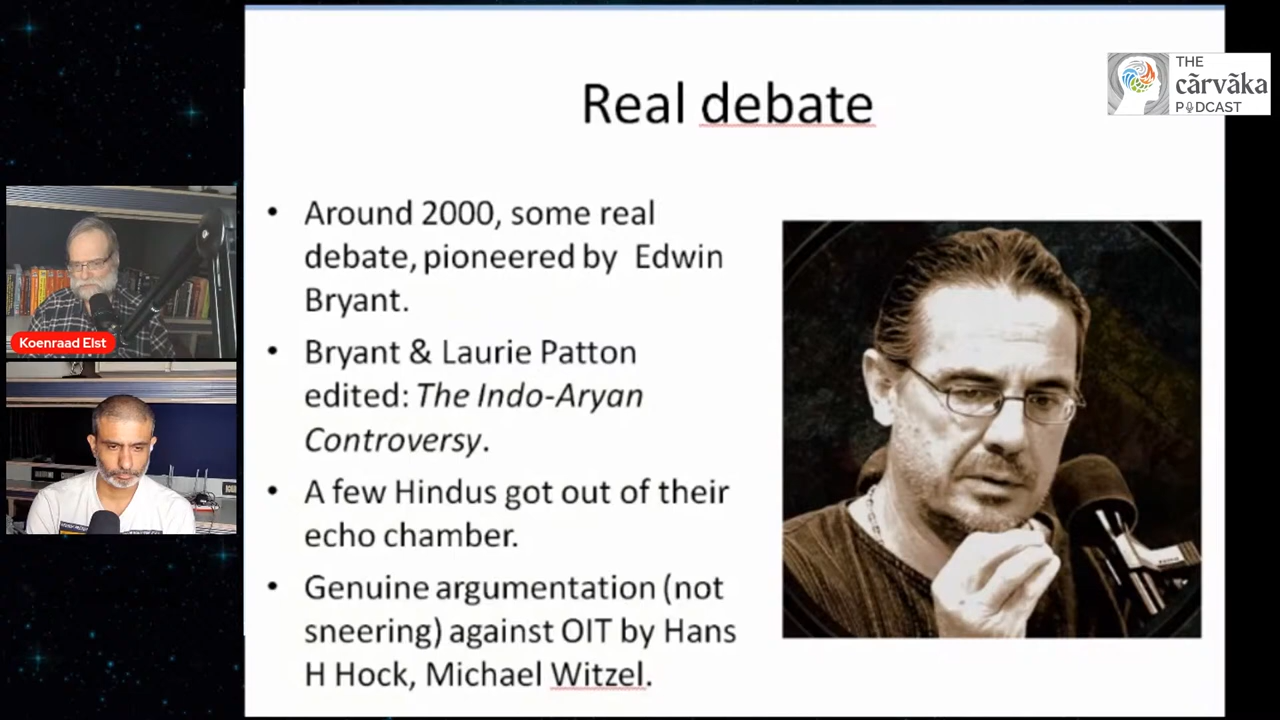 Real debate
• Around 2000, some real
debate, pioneered by Edwin
Bryant.
• Bryant & Laurie Patton
edited: The Indo-Aryan
Controversy.
• A few Hindus got out of their
echo chamber.
• Genuine argumentation (not
sneering) against OIT by Hans
H Hock, Michael Witzel.
THE
cãrvãka
PODCAST
Koenraad Elst